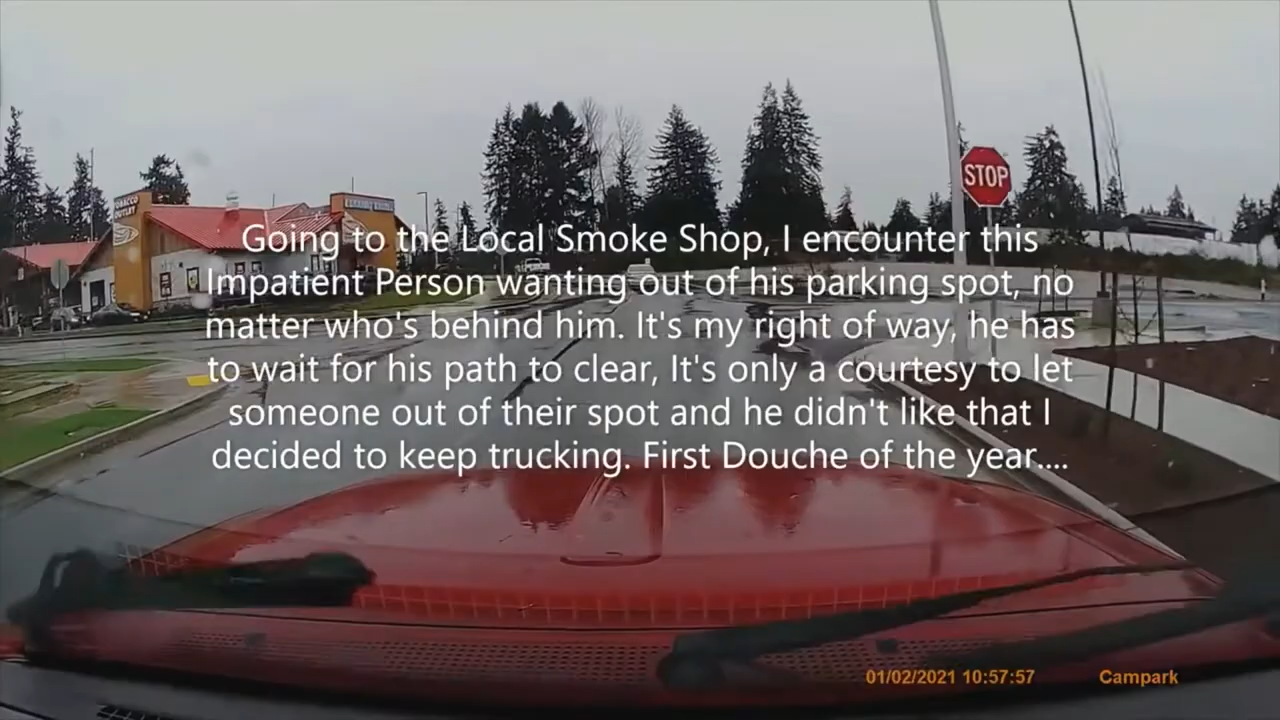 TOBACCO
OUTLET
STOP
Going to the Local Smoke Shop, I encounter this
Impatient Person wanting out of his parking spot, no
matter who's behind him. It's my right of way, he has
to wait for his path to clear, It's only a courtesy to let
someone out of their spot and he didn't like that I
decided to keep trucking. First Douche of the year....
01/02/2021 10:57:57 Campark